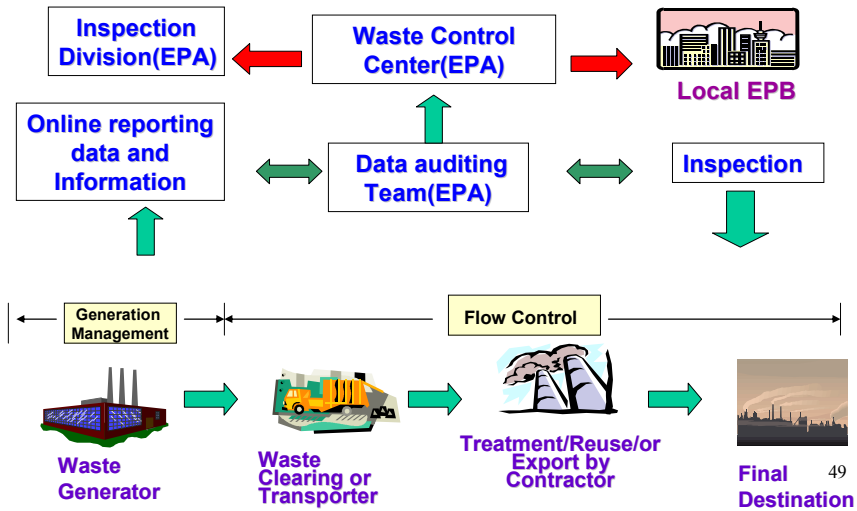 Inspection
Division(EPA)
Waste Control
Center(EPA)
Local EPB
Online reporting
data and
Information
Data auditing
Team(EPA)
Inspection
Generation
Management
Flow Control
Waste
Generator
Waste
Clearing or
Transporter
Treatment/Reuse/or
Export by
Contractor
Final
Destination
49